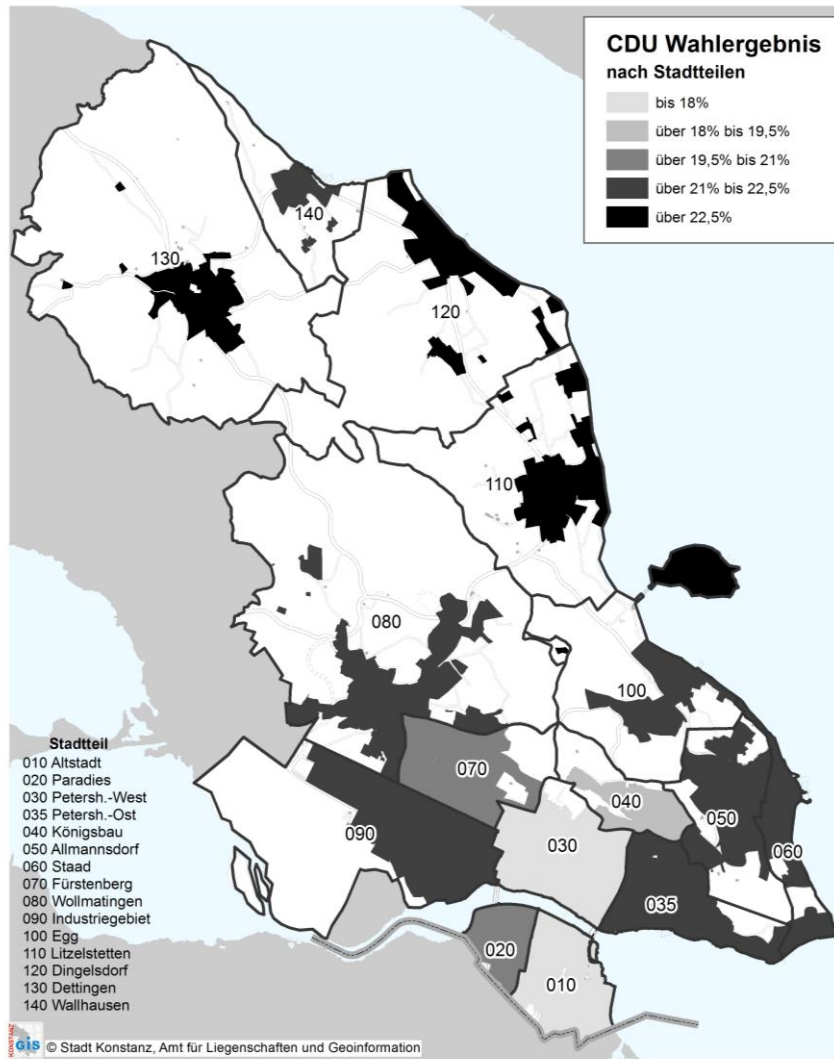 CDU Wahlergebnis
nach Stadtteilen
bis 18%
über 18% bis 19,5%
über 19,5% bis 21%
über 21% bis 22,5%
über 22,5%
140
130
120
110
080
100
070
040
050
090
030
060
035
020
010
Stadtteil
010 Altstadt
020 Paradies
030 Petersh.-West
035 Petersh.-Ost
040 Königsbau
050 Allmannsdorf
060 Staad
070 Fürstenberg
080 Wollmatingen
090 Industriegebiet
100 Egg
110 Litzelstetten
120 Dingelsdorf
130 Dettingen
140 Wallhausen
KONSTANZ
GIS
© Stadt Konstanz, Amt für Liegenschaften und Geoinformation